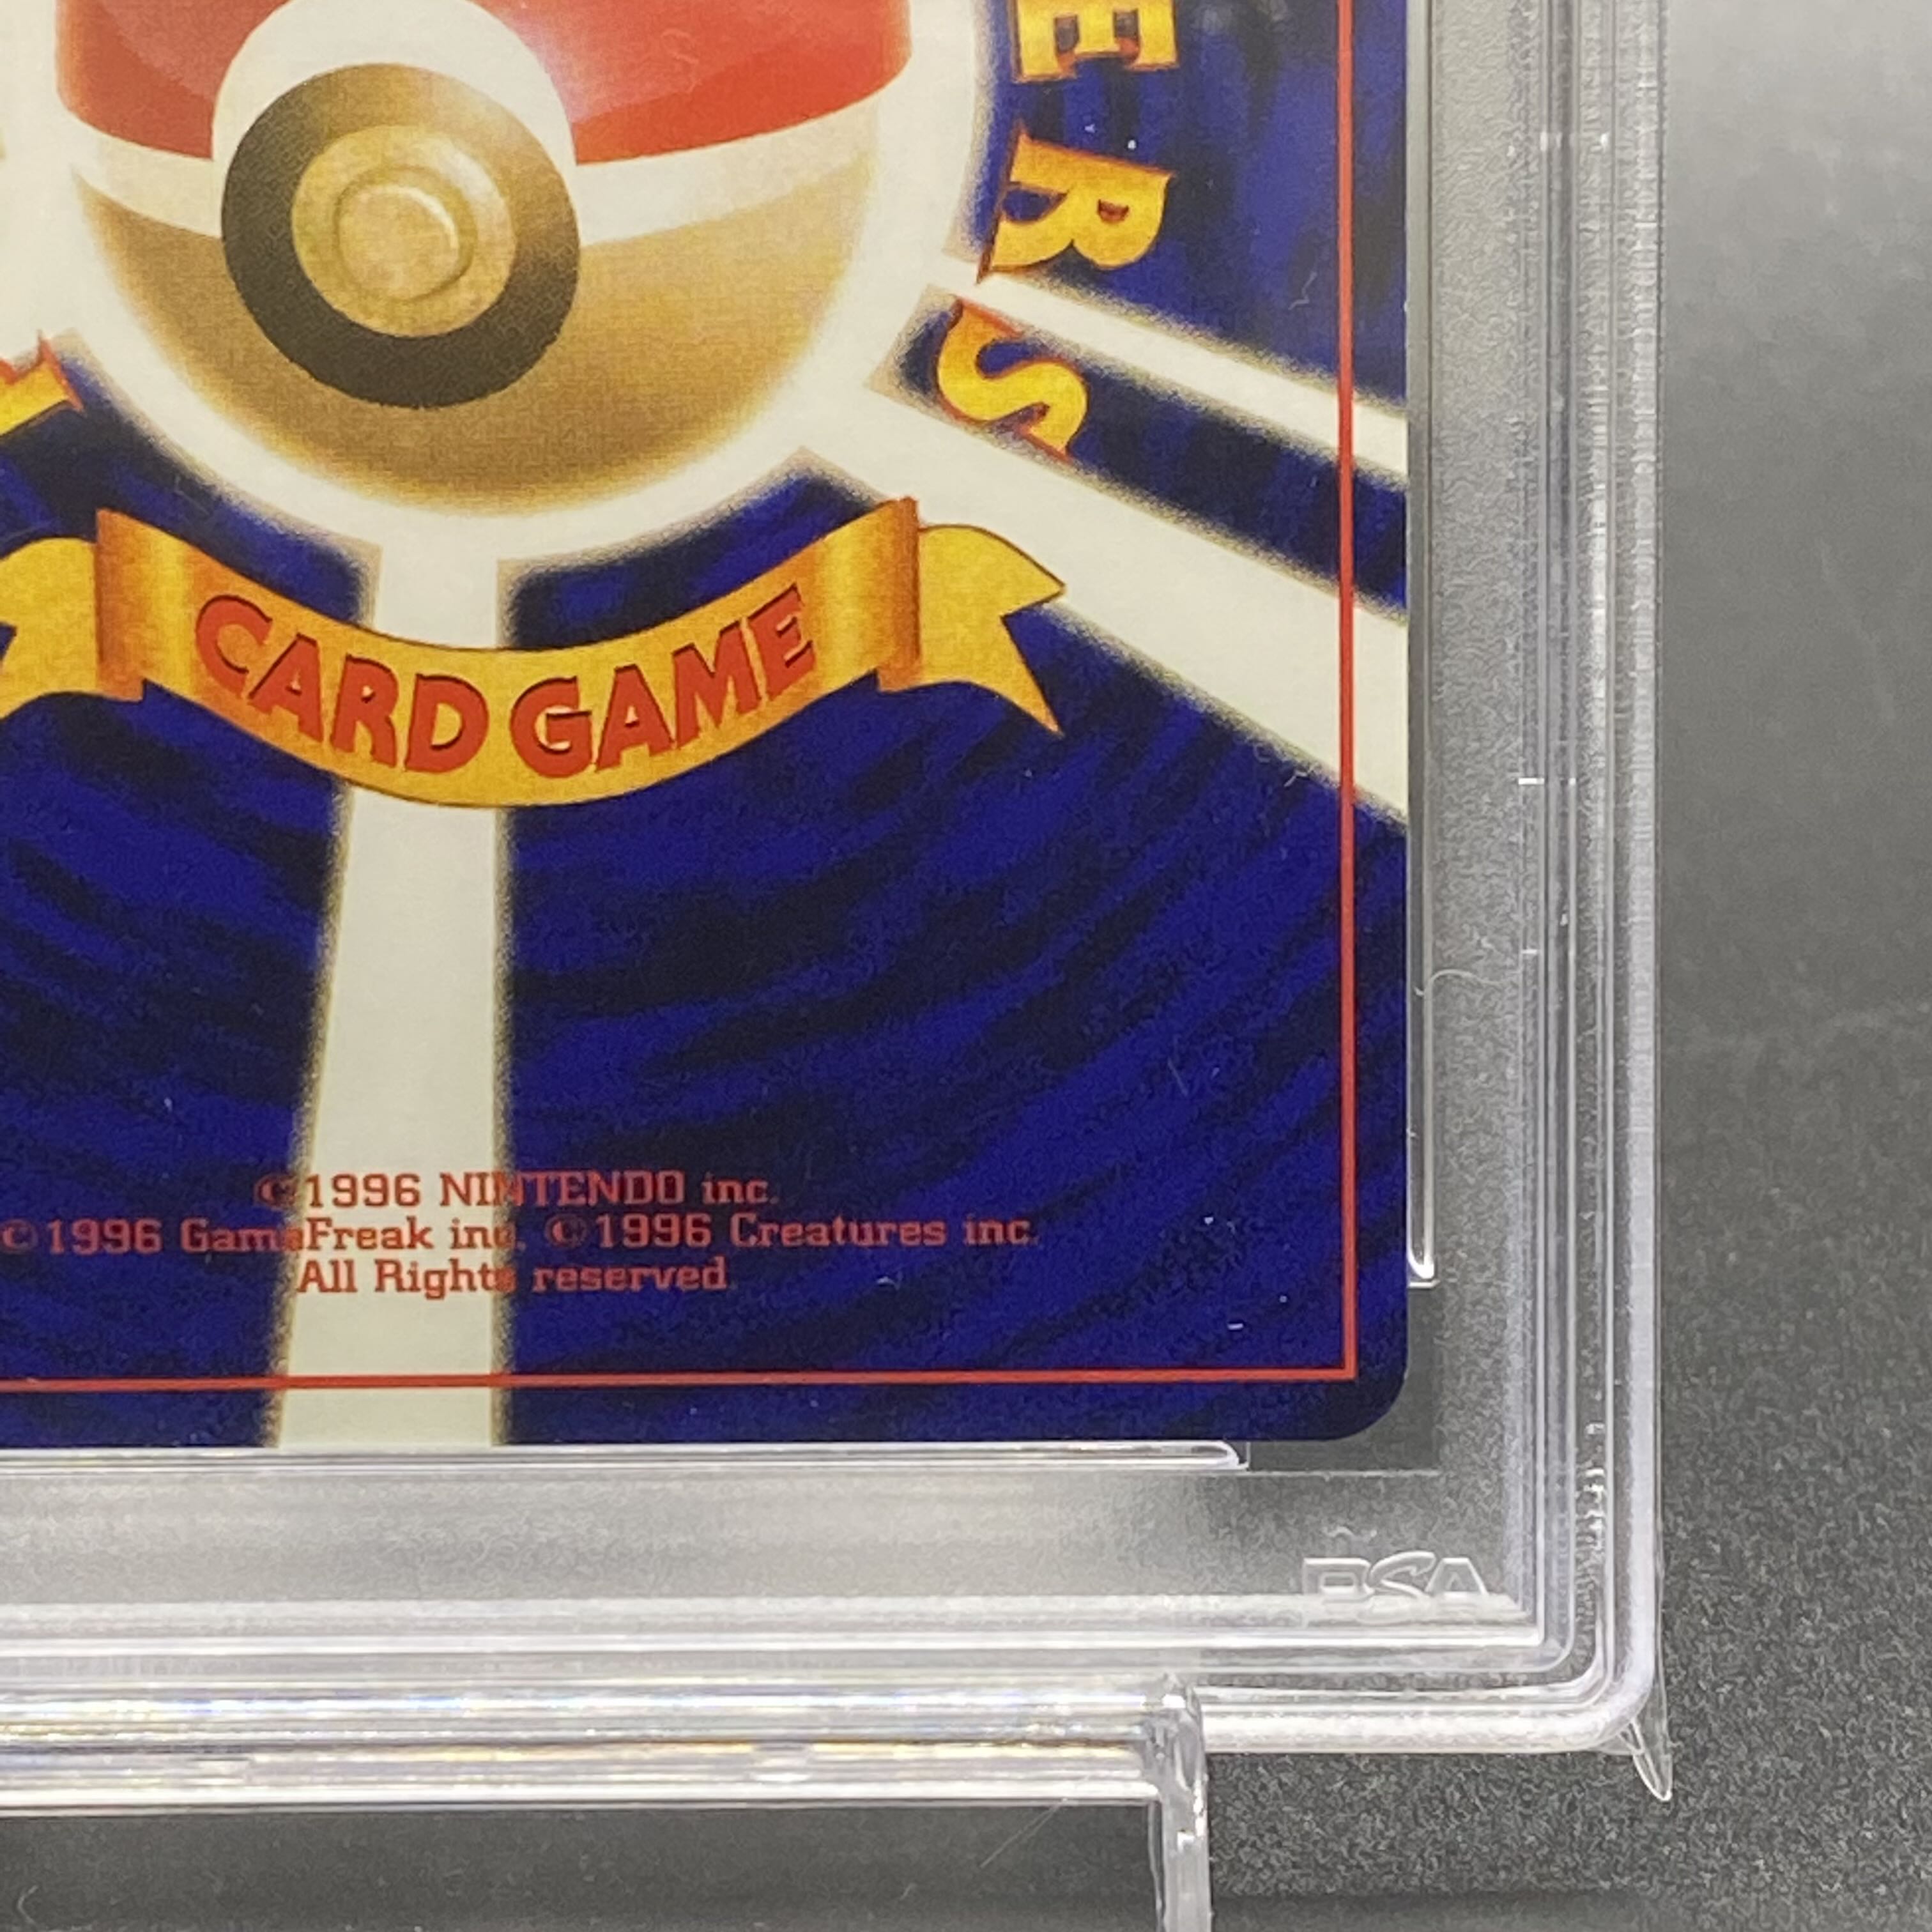 ERS
CARD GAME
©1996 NINTENDO inc.
©1996 GameFreak inc. ©1996 Creatures inc.
All Rights reserved.
PSA